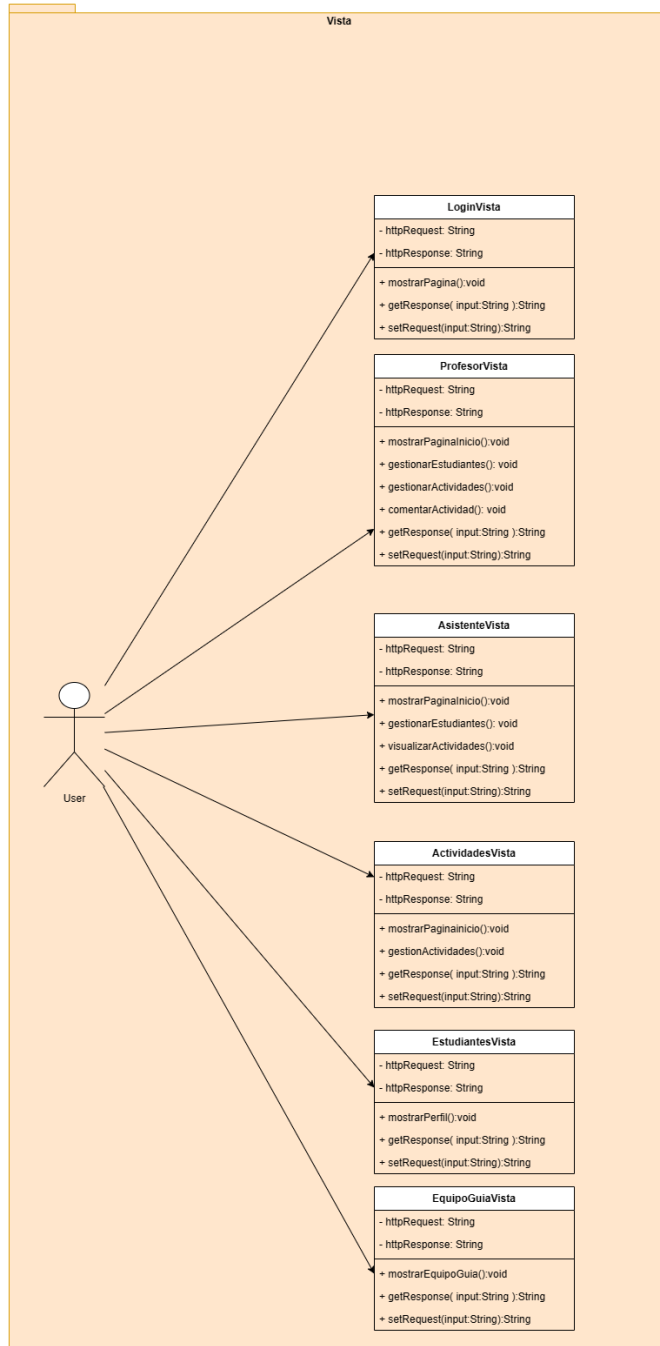 Vista
LoginVista
- httpRequest: String
- httpResponse: String
+ mostrarPagina():void
+ getResponse( input:String ):String
+ setRequest(input:String):String
ProfesorVista
- httpRequest: String
- httpResponse: String
+ mostrarPaginaInicio():void
+ gestionarEstudiantes(): void
+ gestionarActividades():void
+ comentarActividad(): void
+ getResponse( input:String ):String
+ setRequest(input:String):String
AsistenteVista
- httpRequest: String
- httpResponse: String
+ mostrarPaginaInicio():void
+ gestionarEstudiantes(): void
+ visualizarActividades():void
+ getResponse( input:String ):String
+ setRequest(input:String):String
User
ActividadesVista
- httpRequest: String
- httpResponse: String
+ mostrarPaginainicio():void
+ gestionActividades():void
+ getResponse( input:String ):String
+ setRequest(input:String):String
EstudiantesVista
- httpRequest: String
- httpResponse: String
+ mostrarPerfil():void
+ getResponse( input:String ):String
+ setRequest(input:String):String
EquipoGuiaVista
- httpRequest: String
- httpResponse: String
+ mostrarEquipoGuia():void
+ getResponse( input:String ):String
+ setRequest(input:String):String